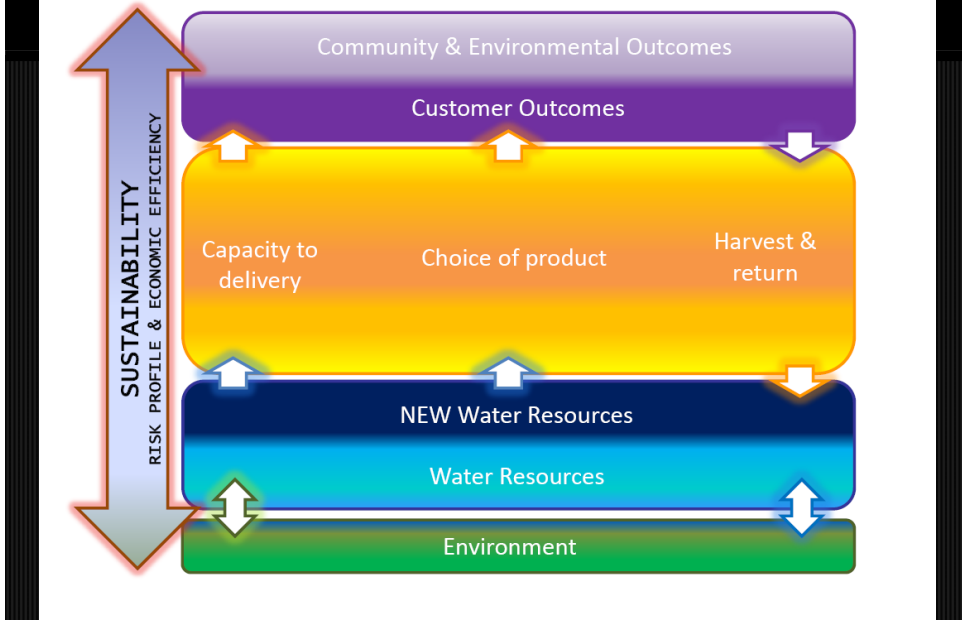 Community & Environmental Outcomes
Customer Outcomes
SUSTAINABILITY
RISK PROFILE & ECONOMIC EFFICIENCY
Capacity to
delivery
Choice of product
Harvest &
return
NEW Water Resources
Water Resources
Environment